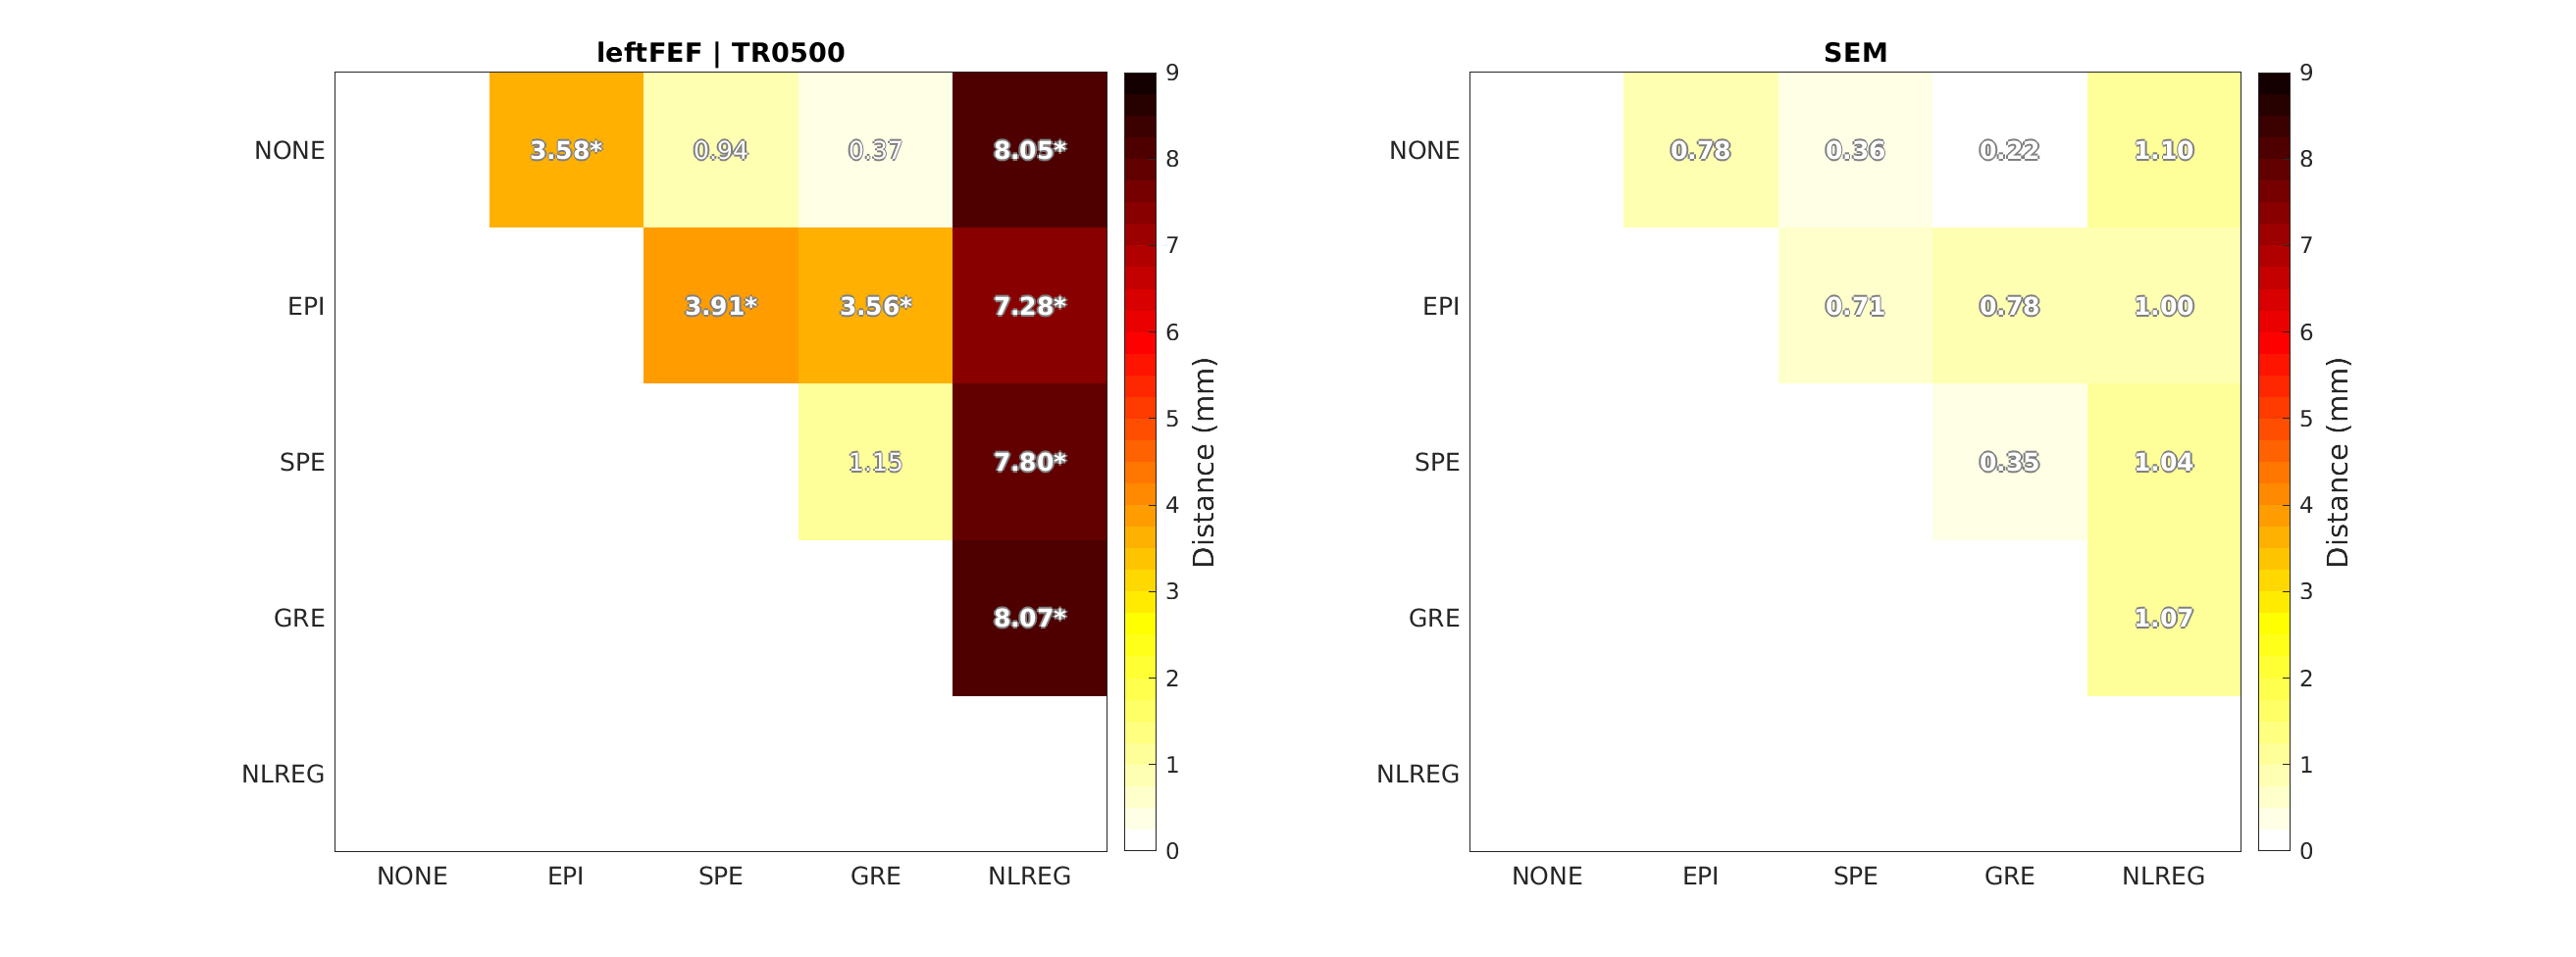 leftFEF | TR0500
NONE 3.58* 0.94 0.37 8.05*
EPI 3.91* 3.56* 7.28*
SPE 1.15 7.80*
GRE 8.07*
NLREG
NONE EPI SPE GRE NLREG
9
8
7
6
5
4
3
2
1
0
Distance (mm)
SEM
NONE 0.78 0.36 0.22 1.10
EPI 0.71 0.78 1.00
SPE 0.35 1.04
GRE 1.07
NLREG
NONE EPI SPE GRE NLREG
9
8
7
6
5
4
3
2
1
0
Distance (mm)